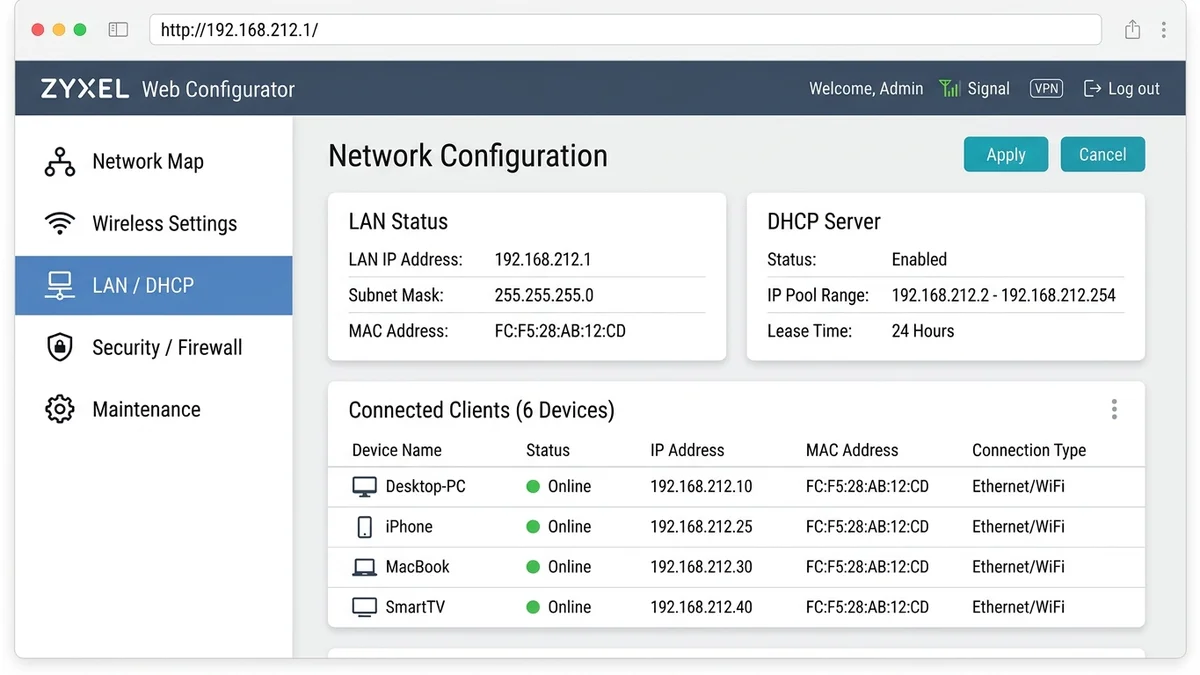 http://192.168.212.1/
ZYXEL Web Configurator
Welcome, Admin Signal VPN Log out
Network Map
Wireless Settings
LAN / DHCP
Security / Firewall
Maintenance
Network Configuration
Apply Cancel
LAN Status
LAN IP Address: 192.168.212.1
Subnet Mask: 255.255.255.0
MAC Address: FC:F5:28:AB:12:CD
DHCP Server
Status: Enabled
IP Pool Range: 192.168.212.2 - 192.168.212.254
Lease Time: 24 Hours
Connected Clients (6 Devices)
Device Name Status IP Address MAC Address Connection Type
Desktop-PC Online 192.168.212.10 FC:F5:28:AB:12:CD Ethernet/WiFi
iPhone Online 192.168.212.25 FC:F5:28:AB:12:CD Ethernet/WiFi
MacBook Online 192.168.212.30 FC:F5:28:AB:12:CD Ethernet/WiFi
SmartTV Online 192.168.212.40 FC:F5:28:AB:12:CD Ethernet/WiFi